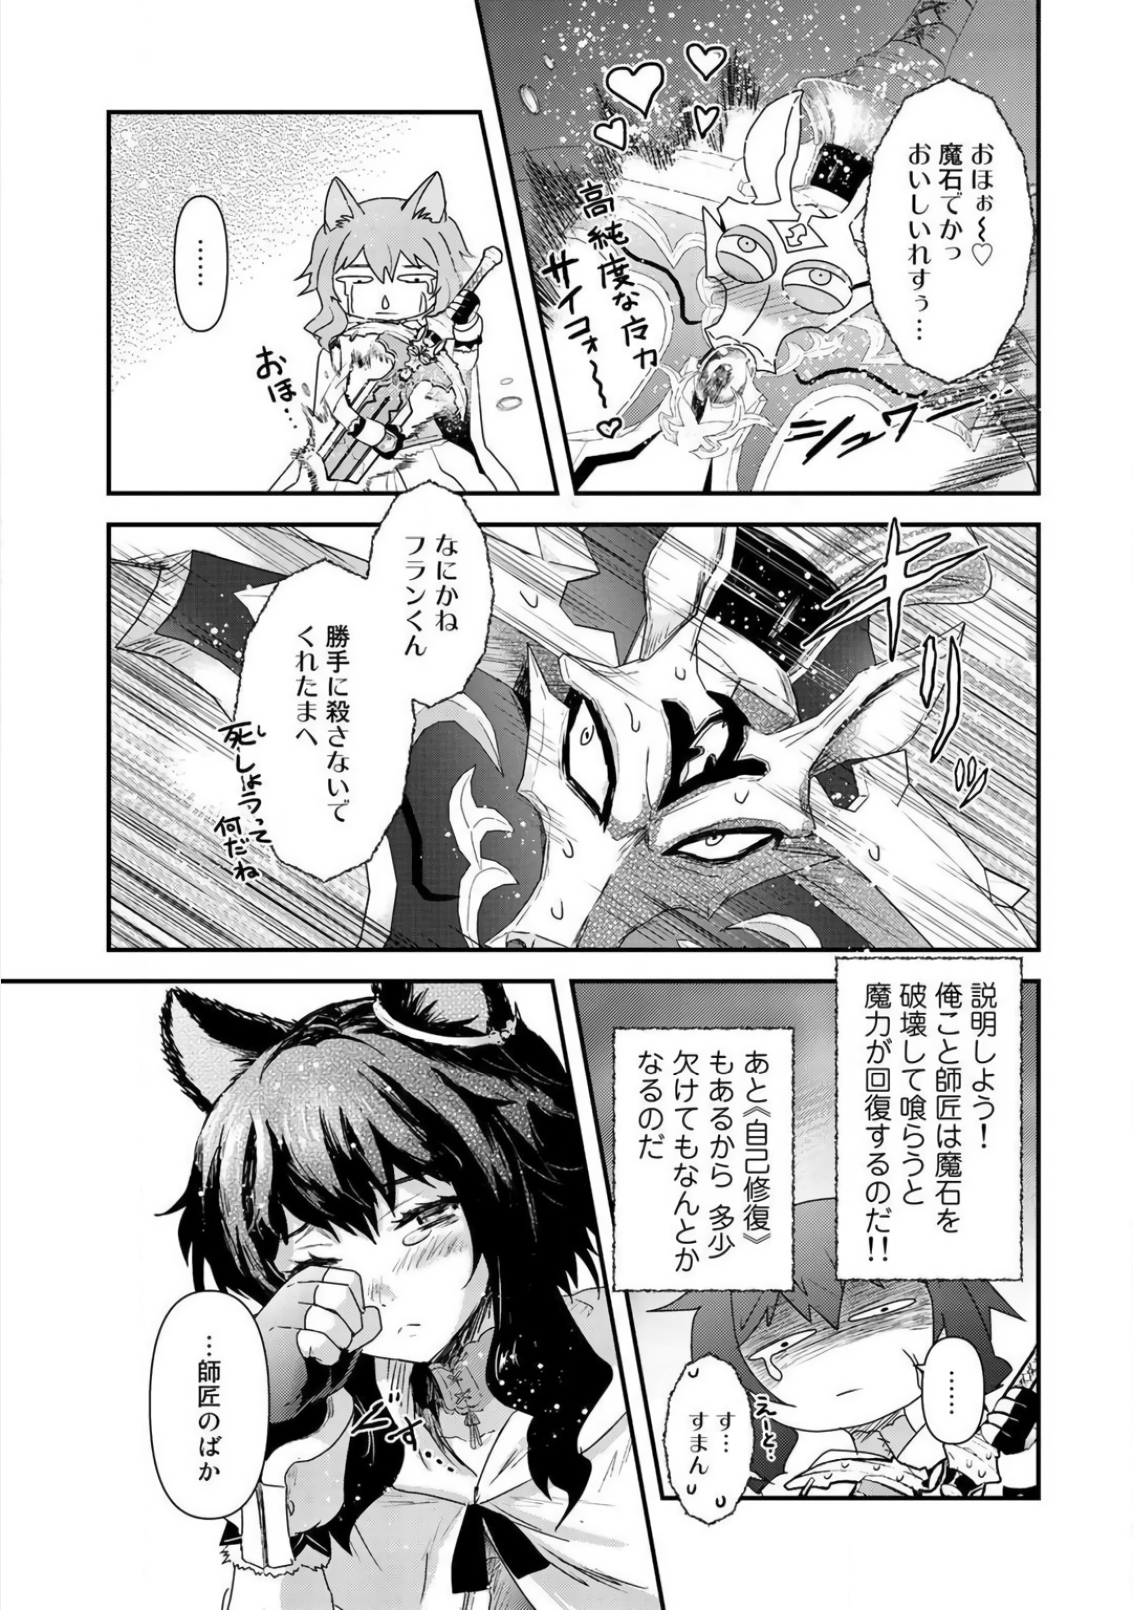 おほぉ〜♡
魔石でかっ
おいしいれすぅ…
高純度な魔力
サイコォ〜〜♡
シュワー…
……
おほ…
ギギギッ
なにかね
フランくん
勝手に殺さないで
くれたまへ
死しょうって
何だね
説明しよう!
俺こと師匠は魔石を
破壊して喰らうと
魔力が回復するのだ!!
あと《自己修復》
もあるから 多少
欠けてもなんとか
なるのだ
……
えーと…
す…
すまん
ぐす…
…師匠のばか